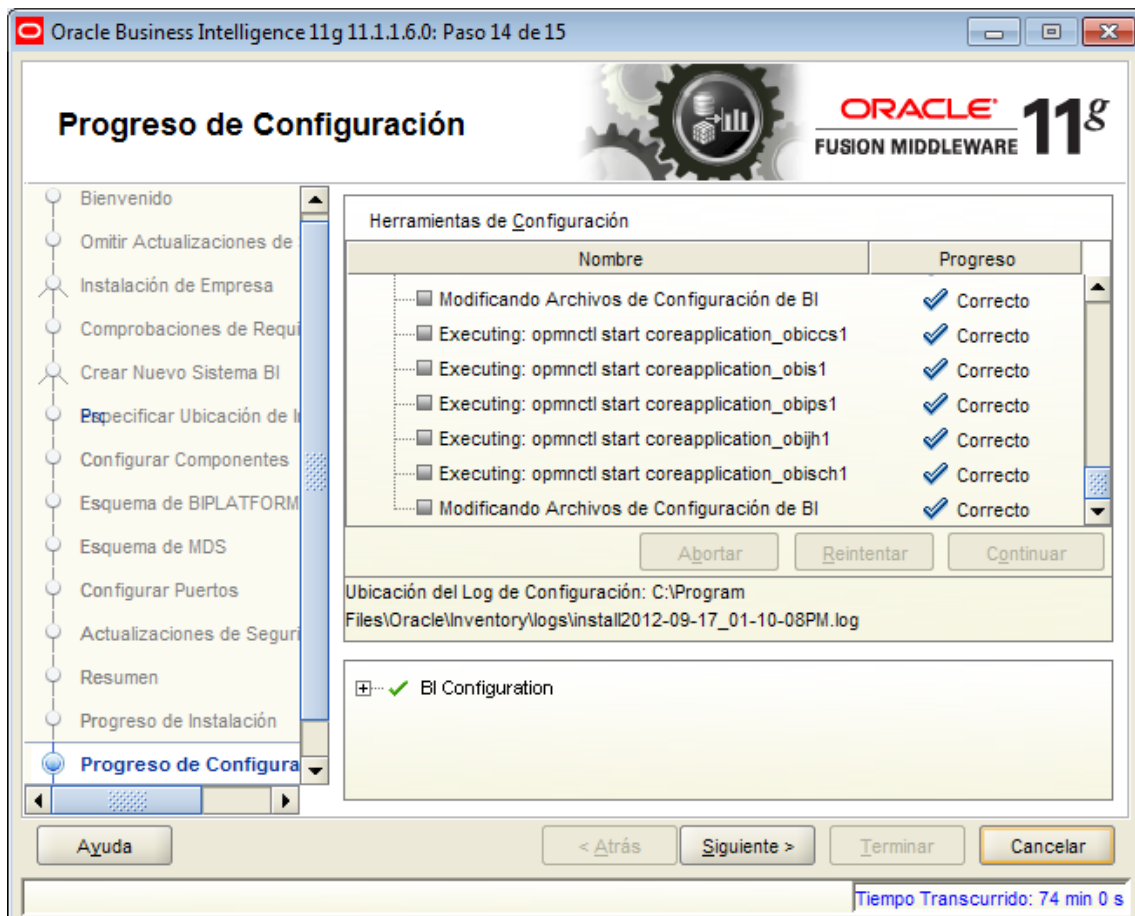 Oracle Business Intelligence 11g 11.1.1.6.0: Paso 14 de 15
Progreso de Configuración
ORACLE
FUSION MIDDLEWARE
11g
Bienvenido
Omitir Actualizaciones de
Instalación de Empresa
Comprobaciones de Requi
Crear Nuevo Sistema BI
Especificar Ubicación de I
Configurar Componentes
Esquema de BIPLATFORM
Esquema de MDS
Configurar Puertos
Actualizaciones de Seguri
Resumen
Progreso de Instalación
Progreso de Configura
Herramientas de Configuración
Nombre Progreso
Modificando Archivos de Configuración de BI Correcto
Executing: opmnctl start coreapplication_obiccs1 Correcto
Executing: opmnctl start coreapplication_obis1 Correcto
Executing: opmnctl start coreapplication_obips1 Correcto
Executing: opmnctl start coreapplication_obijh1 Correcto
Executing: opmnctl start coreapplication_obisch1 Correcto
Modificando Archivos de Configuración de BI Correcto
Abortar Reintentar Continuar
Ubicación del Log de Configuración: C:\Program
Files\Oracle\Inventory\logs\install2012-09-17_01-10-08PM.log
BI Configuration
Ayuda < Atrás Siguiente > Terminar Cancelar
Tiempo Transcurrido: 74 min 0 s